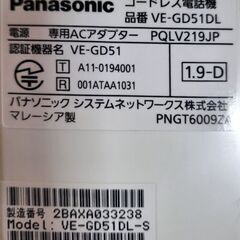 Panasonic コードレス電話機
品番 VE-GD51DL
電源 専用ACアダプター PQLV219JP
認証機器名 VE-GD51
T A11-0194001
R 001ATAA1031
1.9-D
パナソニック システムネットワークス株式会社
マレーシア製 PNGT6009ZA
製造番号 2BAXA033238
Model: VE-GD51DL-S